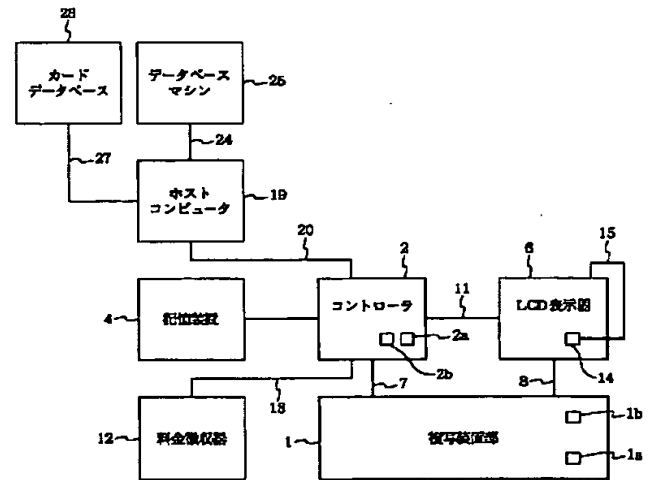 28
カード
データベース
データベース
マシン
25
27
24
ホスト
コンピュータ
19
20
2
6
15
4
記憶装置
コントローラ
2a
2b
11
LCD表示器
14
13
7
8
12
料金徴収器
1
複写装置部
1b
1a